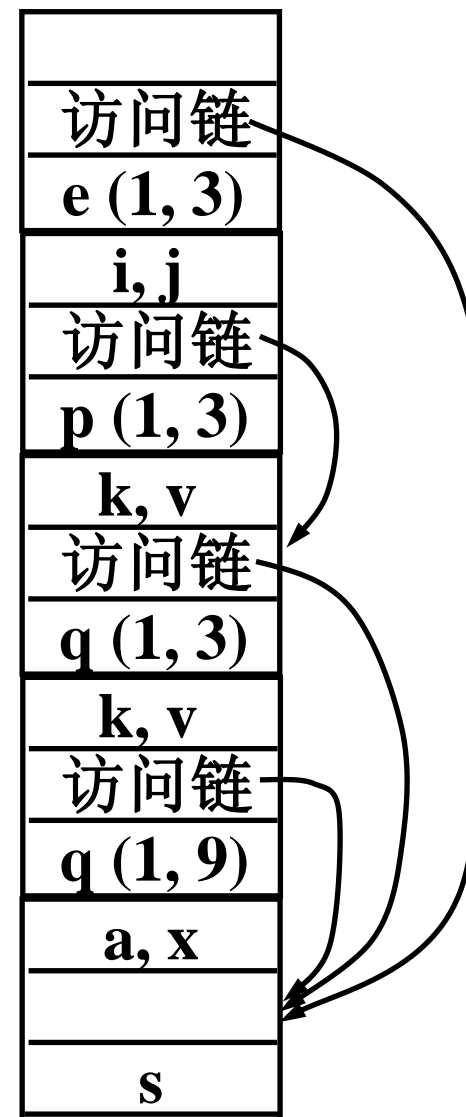 访问链
e (1, 3)
i, j
访问链
p (1, 3)
k, v
访问链
q (1, 3)
k, v
访问链
q (1, 9)
a, x
s